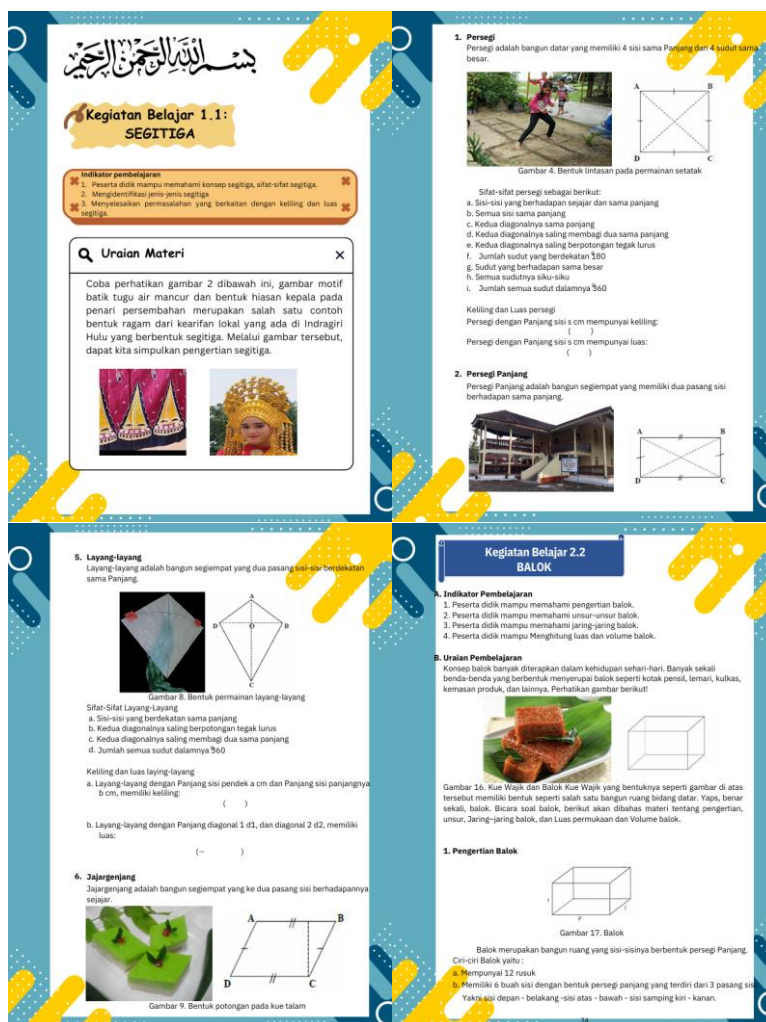 بسم الله الرحمن الرحيم
Kegiatan Belajar 1.1:
SEGITIGA
Indikator pembelajaran
1. Peserta didik mampu memahami konsep segitiga, sifat-sifat segitiga.
2. Mengidentifikasi jenis-jenis segitiga
3. Menyelesaikan permasalahan yang berkaitan dengan keliling dan luas
segitiga.
Uraian Materi
Coba perhatikan gambar 2 dibawah ini, gambar motif
batik tugu air mancur dan bentuk hiasan kepala pada
penari persembahan merupakan salah satu contoh
bentuk ragam dari kearifan lokal yang ada di Indragiri
Hulu yang berbentuk segitiga. Melalui gambar tersebut,
dapat kita simpulkan pengertian segitiga.
1. Persegi
Persegi adalah bangun datar yang memiliki 4 sisi sama Panjang dan 4 sudut sama
besar.
A B
D C
Gambar 4. Bentuk lintasan pada permainan setatak
Sifat-sifat persegi sebagai berikut:
a. Sisi-sisi yang berhadapan sejajar dan sama panjang
b. Semua sisi sama panjang
c. Kedua diagonalnya sama panjang
d. Kedua diagonalnya saling membagi dua sama panjang
e. Kedua diagonalnya saling berpotongan tegak lurus
f. Jumlah sudut yang berdekatan 180°
g. Sudut yang berhadapan sama besar
h. Semua sudutnya siku-siku
i. Jumlah semua sudut dalamnya 360°
Keliling dan Luas persegi
Persegi dengan Panjang sisi s cm mempunyai keliling:
( )
Persegi dengan Panjang sisi s cm mempunyai luas:
( )
2. Persegi Panjang
Persegi Panjang adalah bangun segiempat yang memiliki dua pasang sisi
berhadapan sama panjang.
A B
D C
5. Layang-layang
Layang-layang adalah bangun segiempat yang dua pasang sisi-sisi berdekatan
sama Panjang.
A
D O B
C
Gambar 8. Bentuk permainan layang-layang
Sifat-Sifat Layang-Layang
a. Sisi-sisi yang berdekatan sama panjang
b. Kedua diagonalnya saling berpotongan tegak lurus
c. Kedua diagonalnya saling membagi dua sama panjang
d. Jumlah semua sudut dalamnya 360°
Keliling dan luas laying-layang
a. Layang-layang dengan Panjang sisi pendek a cm dan Panjang sisi panjangnya
b cm, memiliki keliling:
( )
b. Layang-layang dengan Panjang diagonal 1 d1, dan diagonal 2 d2, memiliki
luas:
(— )
6. Jajargenjang
Jajargenjang adalah bangun segiempat yang ke dua pasang sisi berhadapannya
sejajar.
A B
D C
Gambar 9. Bentuk potongan pada kue talam
Kegiatan Belajar 2.2
BALOK
A. Indikator Pembelajaran
1. Peserta didik mampu memahami pengertian balok.
2. Peserta didik mampu memahami unsur-unsur balok.
3. Peserta didik mampu memahami jaring-jaring balok.
4. Peserta didik mampu Menghitung luas dan volume balok.
B. Uraian Pembelajaran
Konsep balok banyak diterapkan dalam kehidupan sehari-hari. Banyak sekali
benda-benda yang berbentuk menyerupai balok seperti kotak pensil, lemari, kulkas,
kemasan produk, dan lainnya. Perhatikan gambar berikut!
Gambar 16. Kue Wajik dan Balok Kue Wajik yang bentuknya seperti gambar di atas
tersebut memiliki bentuk seperti salah satu bangun ruang bidang datar. Yaps, benar
sekali, balok. Bicara soal balok, berikut akan dibahas materi tentang pengertian,
unsur, Jaring–jaring balok, dan Luas permukaan dan Volume balok.
1. Pengertian Balok
Gambar 17. Balok
Balok merupakan bangun ruang yang sisi-sisinya berbentuk persegi Panjang.
Ciri-ciri Balok yaitu :
a. Mempunyai 12 rusuk
b. Memiliki 6 buah sisi dengan bentuk persegi panjang yang terdiri dari 3 pasang sis
Yakni sisi depan - belakang -sisi atas - bawah - sisi samping kiri - kanan.